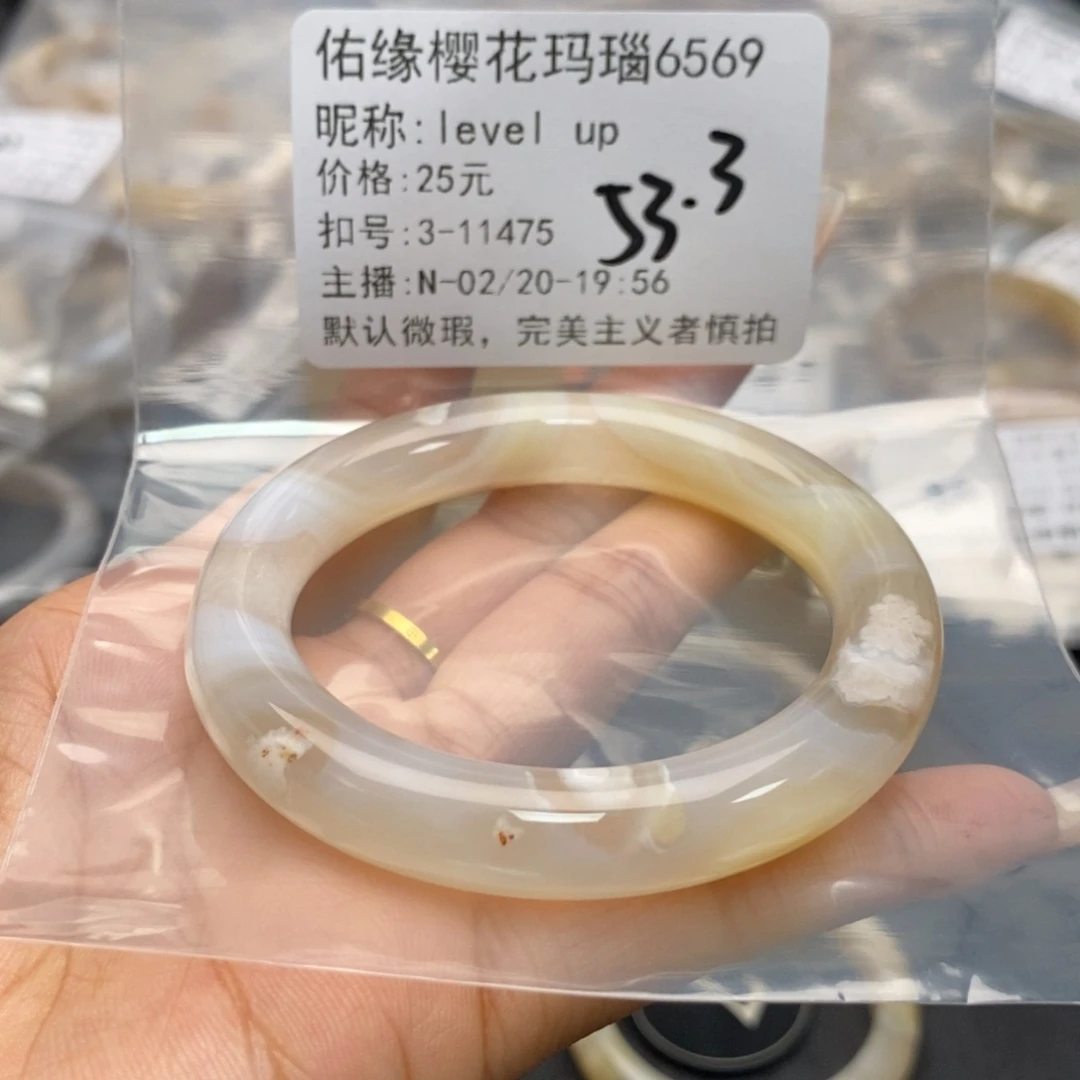 佑缘樱花玛瑙6569
昵称:level up
价格:25元
扣号:3-11475
53.3
主播:N-02/20-19:56
默认微瑕，完美主义者慎拍